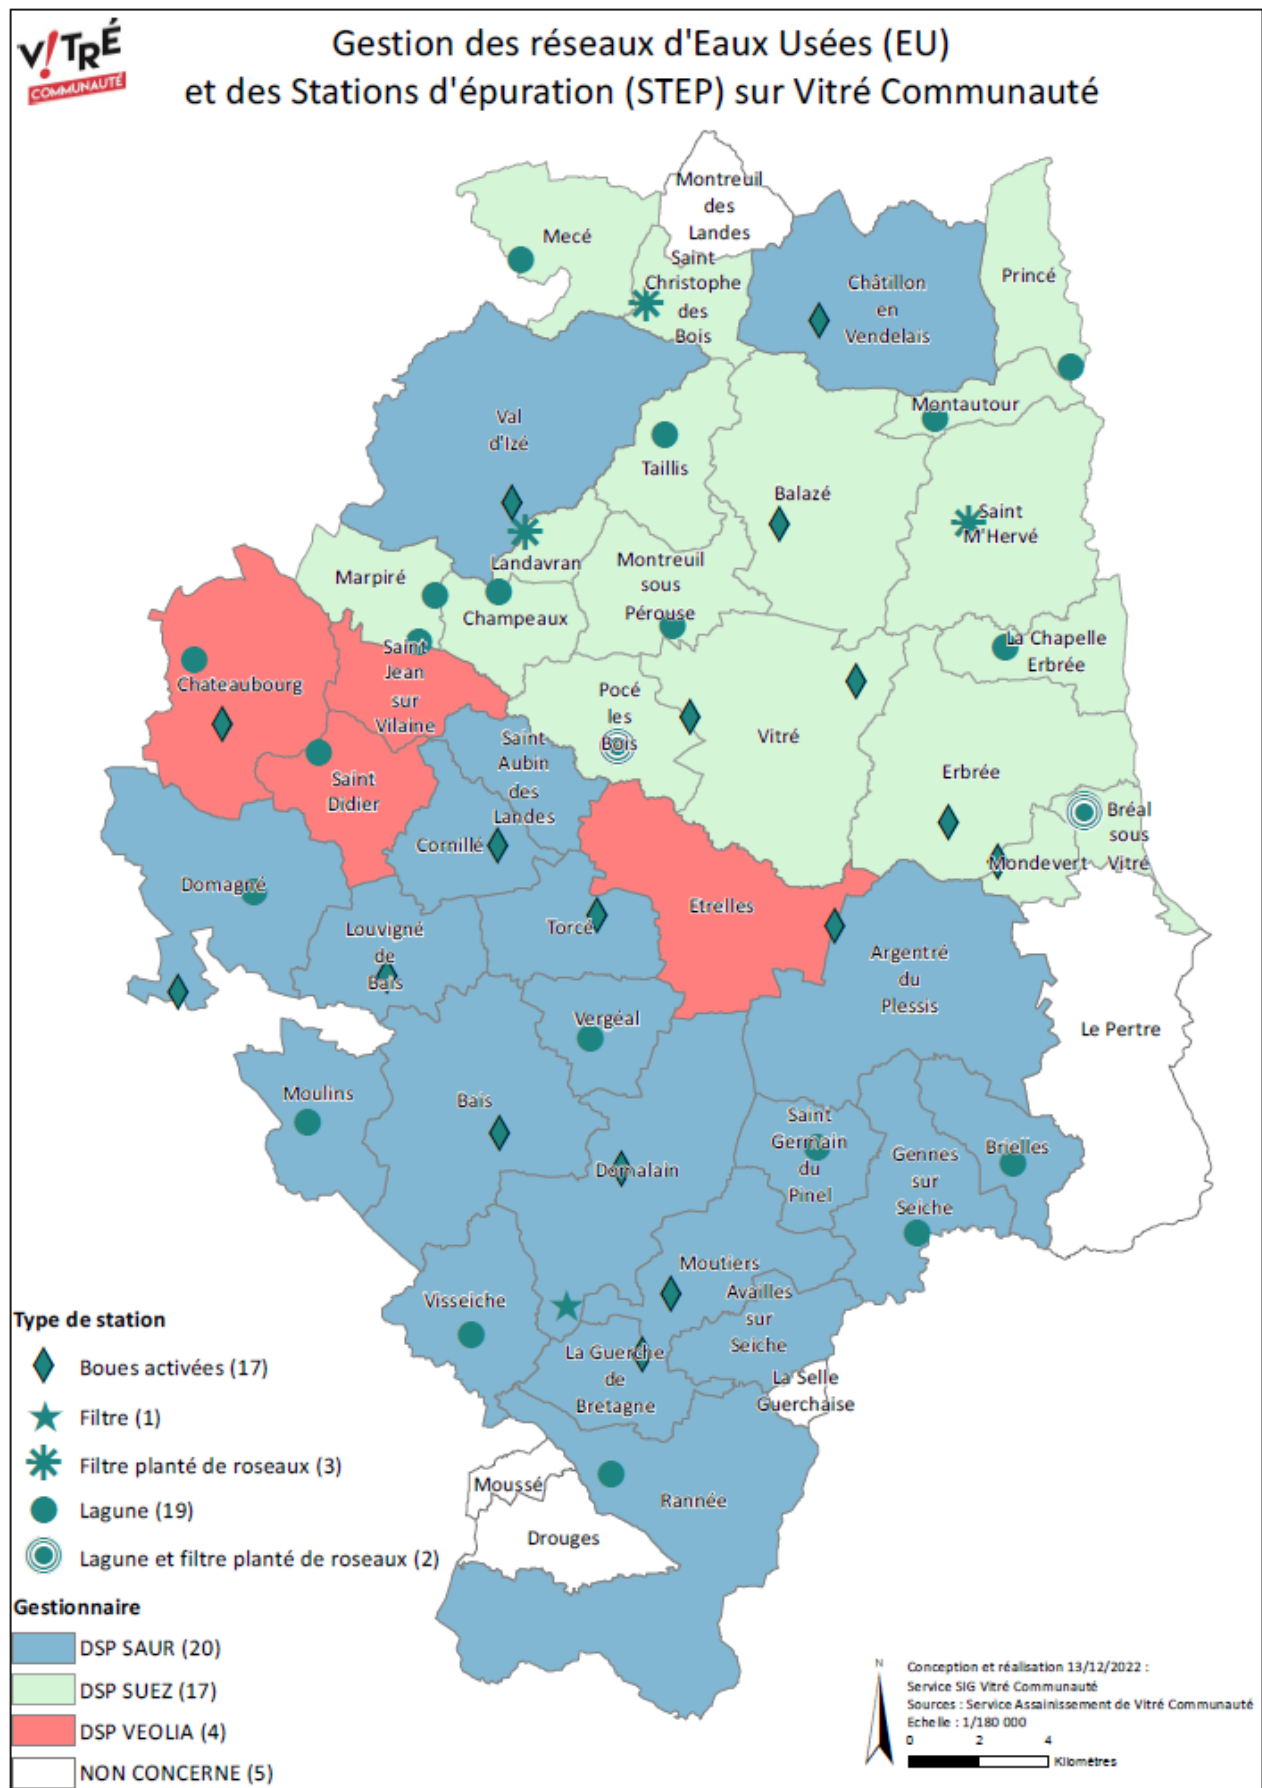 V!TRÉ
COMMUNAUTÉ
Gestion des réseaux d'Eaux Usées (EU)
et des Stations d'épuration (STEP) sur Vitré Communauté
Montreuil
des
Landes
Mecé
Saint
Christophe
des
Bois
Châtillon
en
Vendelais
Princé
Val
d'Izé
Taillis
Montautour
Balazé
Saint
M'Hervé
Landavran
Montreuil
sous
Pérouse
Marpiré
Champeaux
La Chapelle
Erbrée
Saint
Jean
sur
Vilaine
Chateaubourg
Pocé
les
Bois
Vitré
Saint
Aubin
des
Landes
Erbrée
Saint
Didier
Bréal
sous
Vitré
Cornillé
Mondevert
Domagné
Etrelles
Louvigné
de
Bais
Torcé
Argentré
du
Plessis
Vergéal
Le Pertre
Moulins
Bais
Saint
Germain
du
Pinel
Gennes
sur
Seiche
Brielles
Domalain
Moutiers
Availles
sur
Seiche
Visseiche
La Guerche
de
Bretagne
La Selle
Guerchaise
Moussé
Rannée
Drouges
Type de station
Boues activées (17)
Filtre (1)
Filtre planté de roseaux (3)
Lagune (19)
Lagune et filtre planté de roseaux (2)
Gestionnaire
DSP SAUR (20)
DSP SUEZ (17)
DSP VEOLIA (4)
NON CONCERNE (5)
N
Conception et réalisation 13/12/2022 :
Service SIG Vitré Communauté
Sources : Service Assainissement de Vitré Communauté
Echelle : 1/180 000
0 2 4
Kilomètres